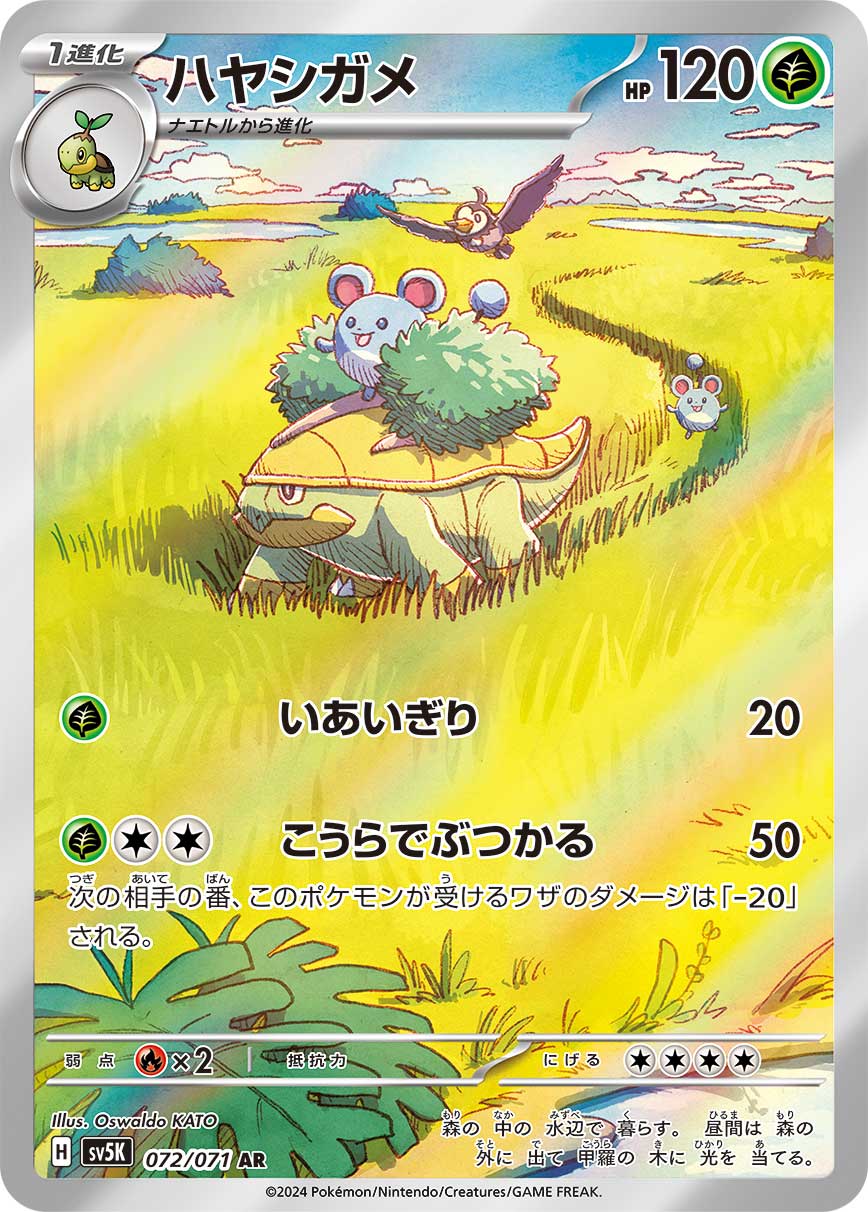 1進化
ハヤシガメ
HP 120
ナエトルから進化
いあいぎり 20
こうらでぶつかる 50
次の相手の番、このポケモンが受けるワザのダメージは「-20」
される。
弱点 ×2 抵抗力 にげる
Illus. Oswaldo KATO
H sv5K 072/071 AR
森の 中の 水辺で 暮らす。 昼間は 森の
外に 出て 甲羅の 木に 光を 当てる。
©2024 Pokémon/Nintendo/Creatures/GAME FREAK.